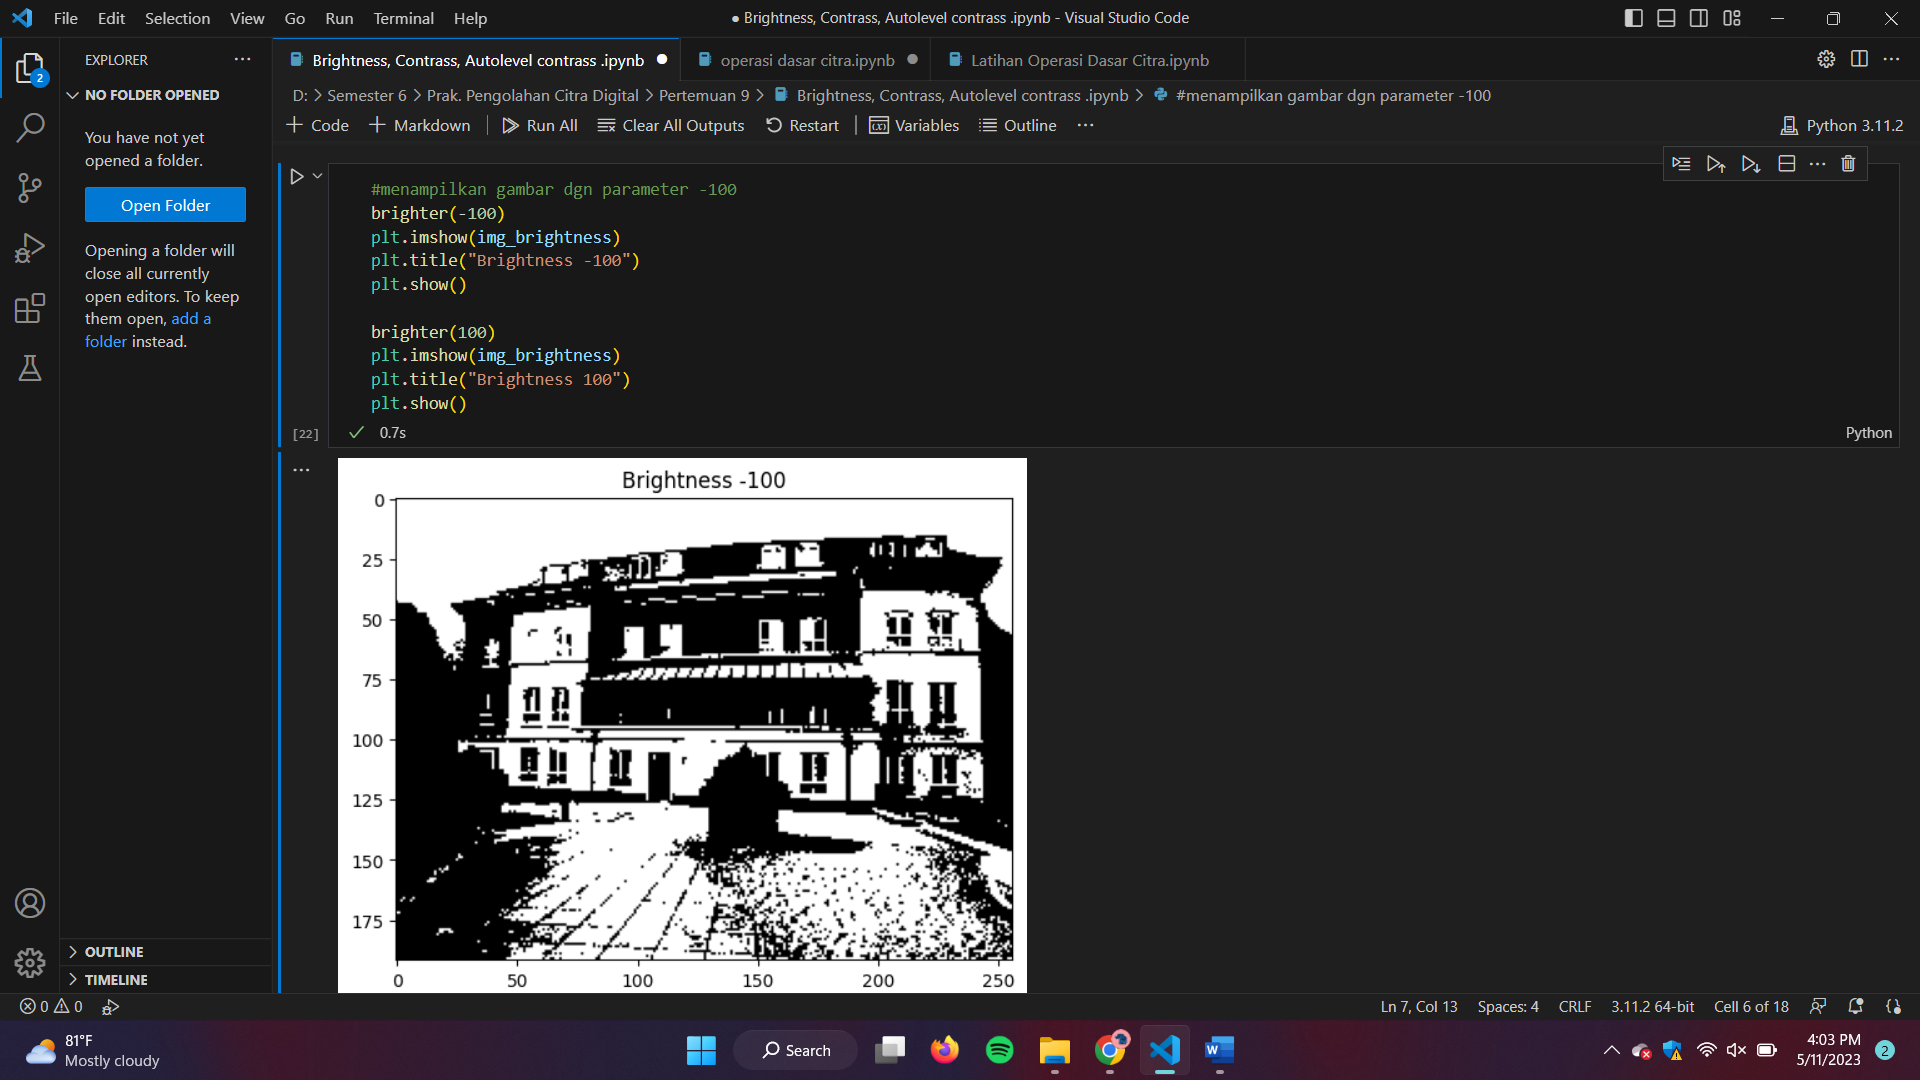 File Edit Selection View Go Run Terminal Help
● Brightness, Contrass, Autolevel contrass .ipynb - Visual Studio Code
EXPLORER
NO FOLDER OPENED
You have not yet
opened a folder.
Open Folder
Opening a folder will
close all currently
open editors. To keep
them open, add a
folder instead.
OUTLINE
TIMELINE
2
Brightness, Contrass, Autolevel contrass .ipynb
operasi dasar citra.ipynb
Latihan Operasi Dasar Citra.ipynb
D: > Semester 6 > Prak. Pengolahan Citra Digital > Pertemuan 9 > Brightness, Contrass, Autolevel contrass .ipynb > #menampilkan gambar dgn parameter -100
+ Code + Markdown Run All Clear All Outputs Restart Variables Outline ···
Python 3.11.2
#menampilkan gambar dgn parameter -100
brighter(-100)
plt.imshow(img_brightness)
plt.title("Brightness -100")
plt.show()
brighter(100)
plt.imshow(img_brightness)
plt.title("Brightness 100")
plt.show()
[22] 0.7s
Python
Brightness -100
0
25
50
75
100
125
150
175
0 50 100 150 200 250
0 0
Ln 7, Col 13 Spaces: 4 CRLF 3.11.2 64-bit Cell 6 of 18
81°F
Mostly cloudy
Search
4:03 PM
5/11/2023
2